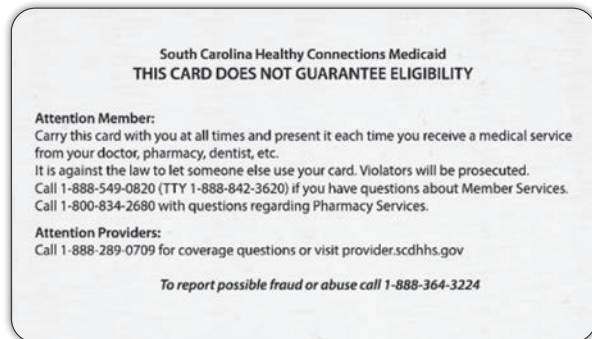 South Carolina Healthy Connections Medicaid
THIS CARD DOES NOT GUARANTEE ELIGIBILITY
Attention Member:
Carry this card with you at all times and present it each time you receive a medical service
from your doctor, pharmacy, dentist, etc.
It is against the law to let someone else use your card. Violators will be prosecuted.
Call 1-888-549-0820 (TTY 1-888-842-3620) if you have questions about Member Services.
Call 1-800-834-2680 with questions regarding Pharmacy Services.
Attention Providers:
Call 1-888-289-0709 for coverage questions or visit provider.scdhhs.gov
To report possible fraud or abuse call 1-888-364-3224